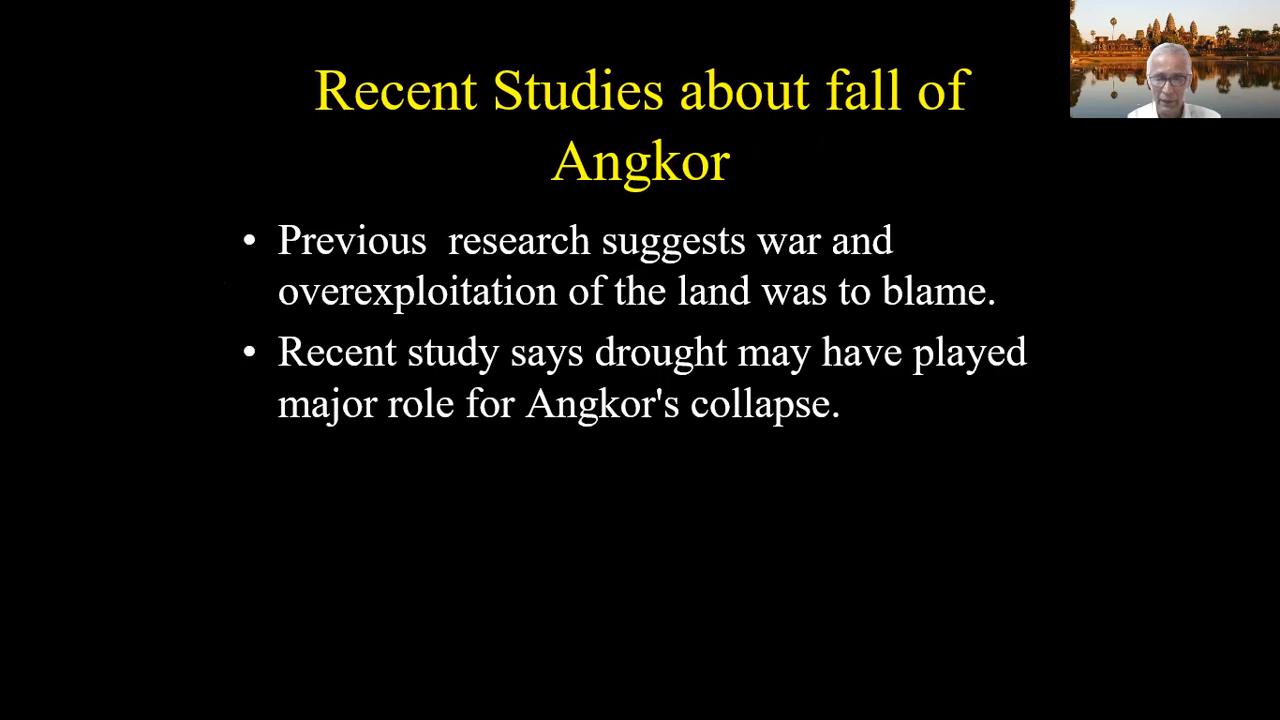 Recent Studies about fall of
Angkor
• Previous  research suggests war and
overexploitation of the land was to blame.
• Recent study says drought may have played
major role for Angkor's collapse.